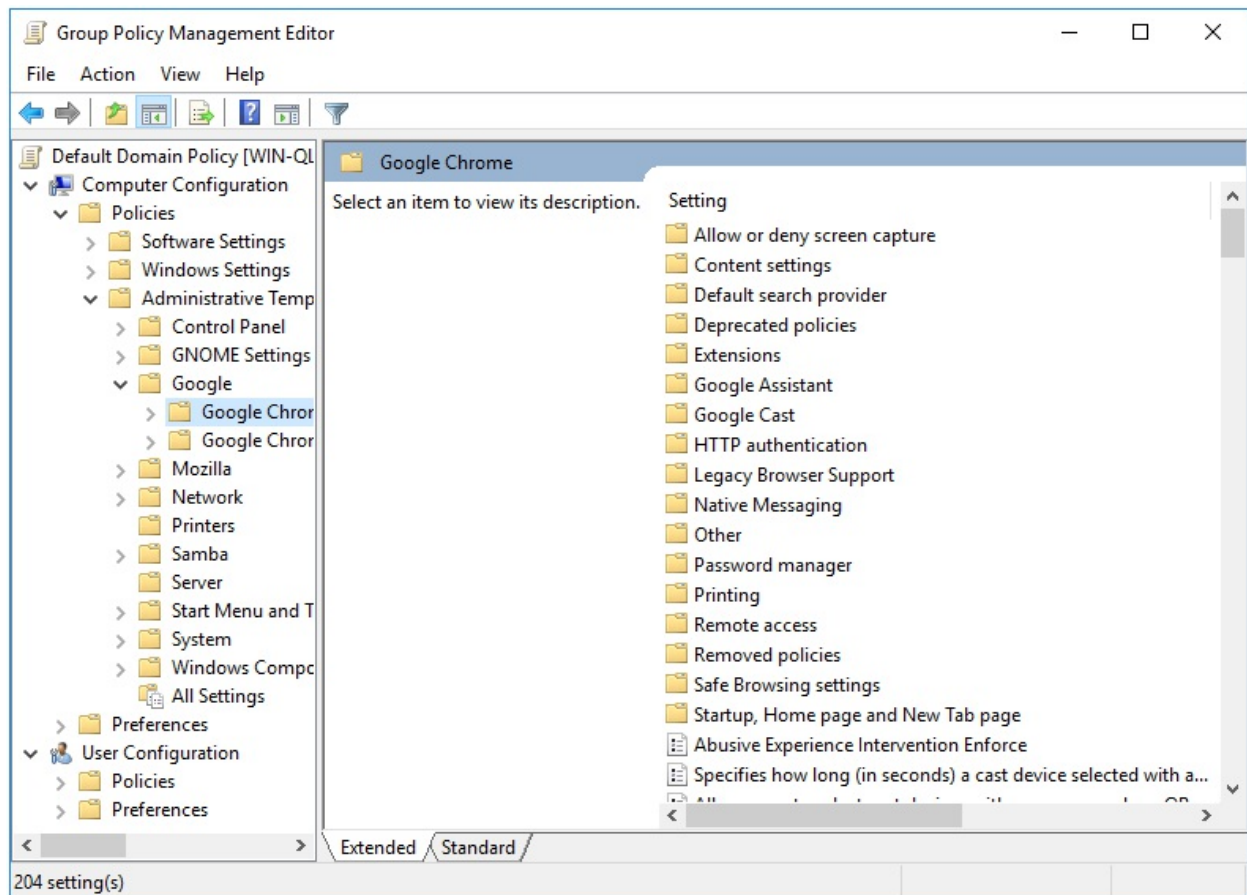 Group Policy Management Editor
File Action View Help
Default Domain Policy [WIN-QL
Computer Configuration
Policies
Software Settings
Windows Settings
Administrative Temp
Control Panel
GNOME Settings
Google
Google Chror
Google Chror
Mozilla
Network
Printers
Samba
Server
Start Menu and T
System
Windows Compo
All Settings
Preferences
User Configuration
Policies
Preferences
Google Chrome
Select an item to view its description.
Setting
Allow or deny screen capture
Content settings
Default search provider
Deprecated policies
Extensions
Google Assistant
Google Cast
HTTP authentication
Legacy Browser Support
Native Messaging
Other
Password manager
Printing
Remote access
Removed policies
Safe Browsing settings
Startup, Home page and New Tab page
Abusive Experience Intervention Enforce
Specifies how long (in seconds) a cast device selected with a...
Extended Standard
204 setting(s)